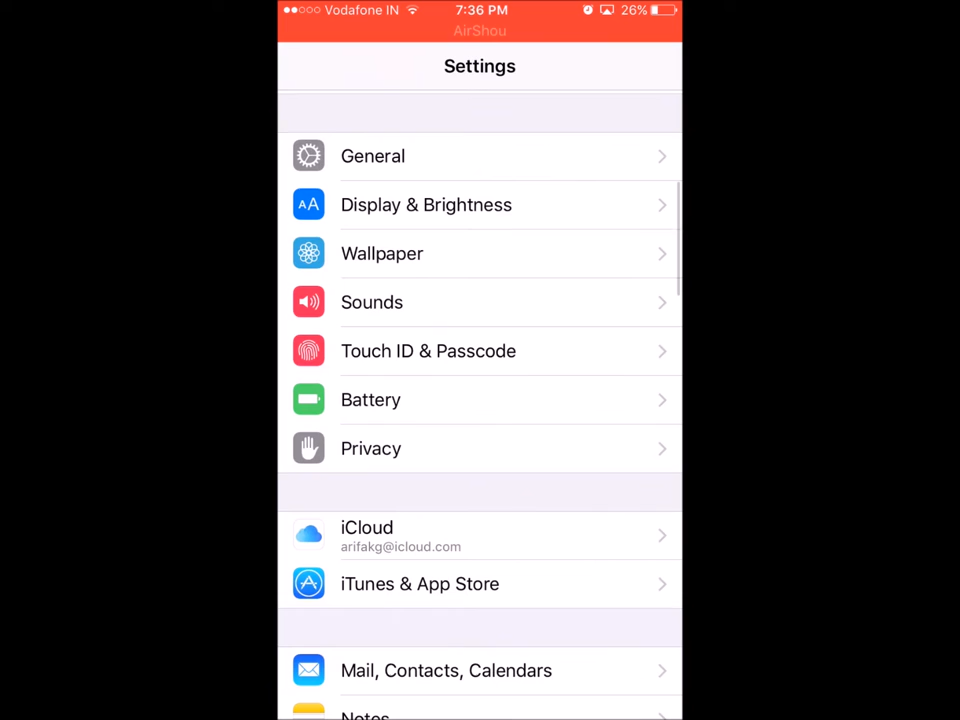 Vodafone IN 7:36 PM 26%
AirShou
Settings
General
AA Display & Brightness
Wallpaper
Sounds
Touch ID & Passcode
Battery
Privacy
iCloud
arifakg@icloud.com
iTunes & App Store
Mail, Contacts, Calendars
Notes